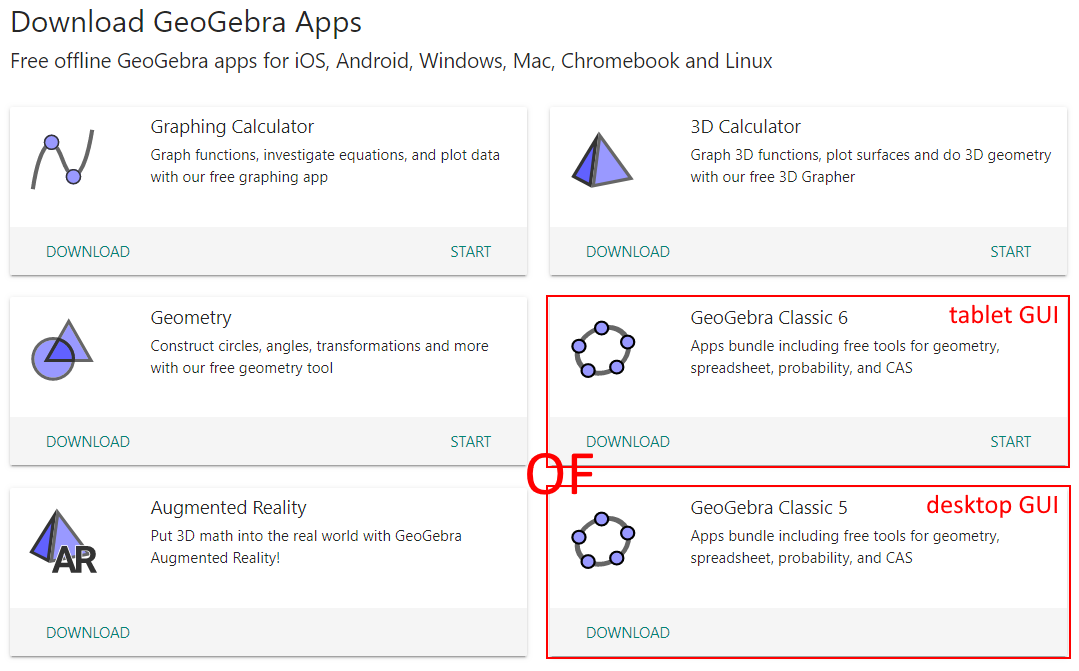 Download GeoGebra Apps
Free offline GeoGebra apps for iOS, Android, Windows, Mac, Chromebook and Linux
Graphing Calculator
Graph functions, investigate equations, and plot data
with our free graphing app
DOWNLOAD
START
3D Calculator
Graph 3D functions, plot surfaces and do 3D geometry
with our free 3D Grapher
DOWNLOAD
START
Geometry
Construct circles, angles, transformations and more
with our free geometry tool
DOWNLOAD
START
GeoGebra Classic 6
tablet GUI
Apps bundle including free tools for geometry,
spreadsheet, probability, and CAS
DOWNLOAD
START
OF
AR
Augmented Reality
Put 3D math into the real world with GeoGebra
Augmented Reality!
DOWNLOAD
GeoGebra Classic 5
desktop GUI
Apps bundle including free tools for geometry,
spreadsheet, probability, and CAS
DOWNLOAD